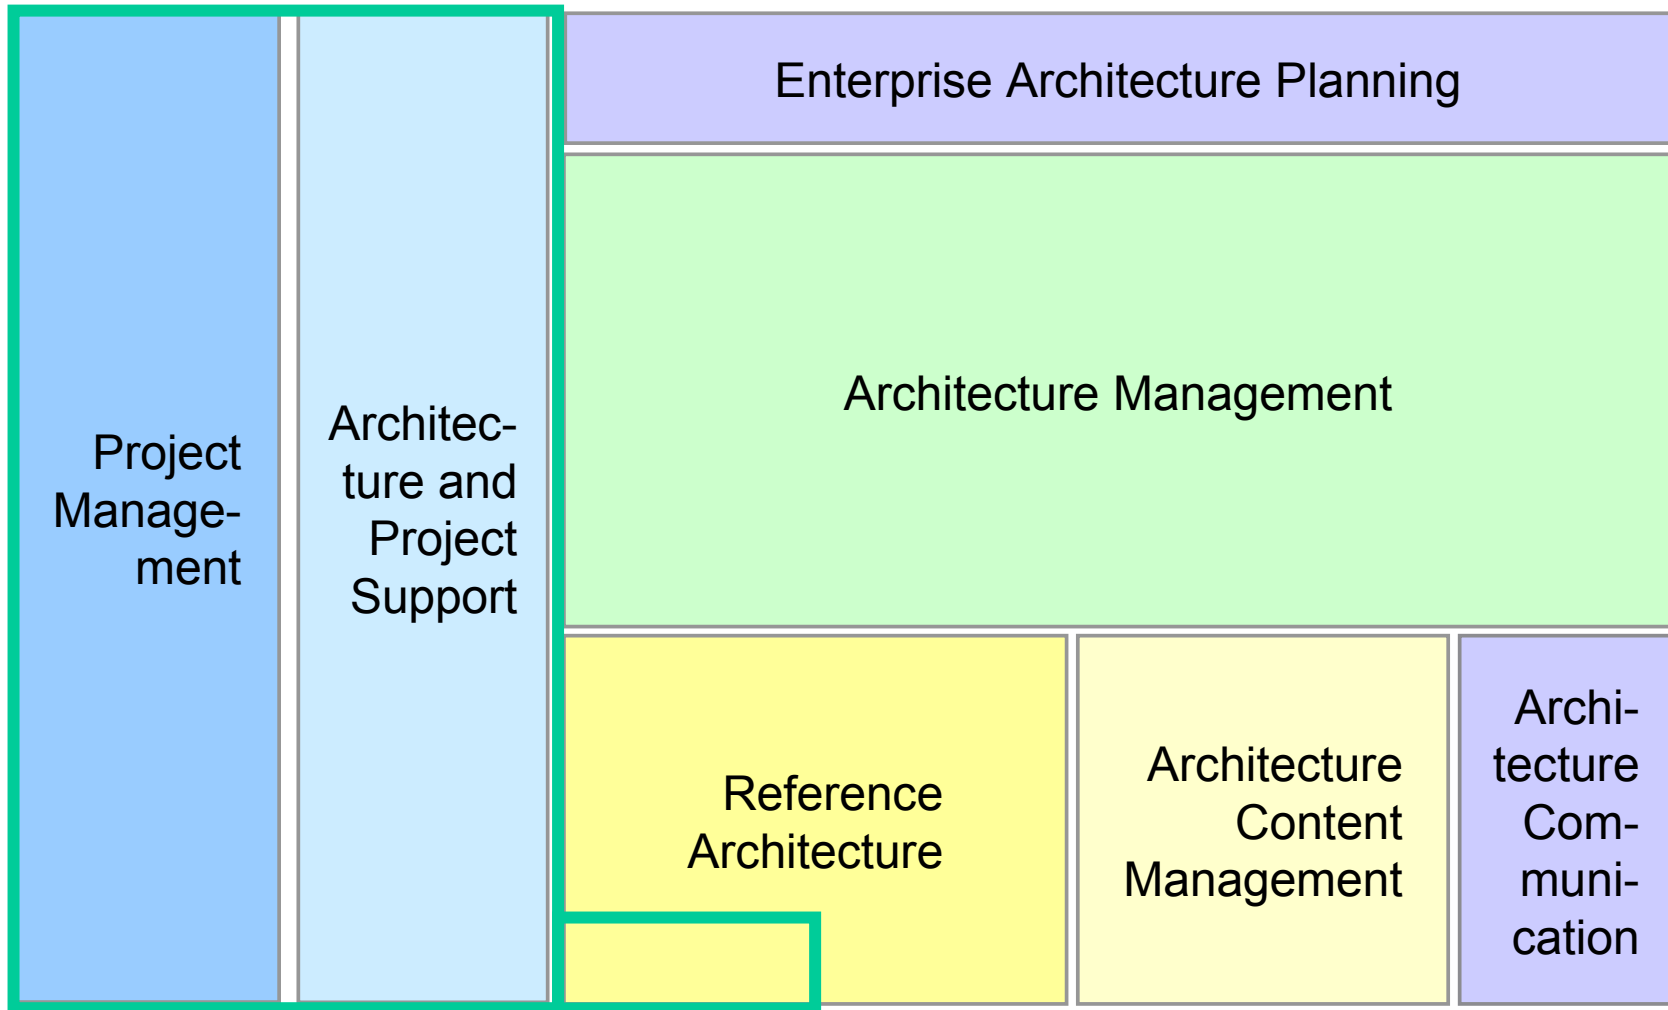 Project
Manage-
ment
Architec-
ture and
Project
Support
Enterprise Architecture Planning
Architecture Management
Reference
Architecture
Architecture
Content
Management
Archi-
tecture
Com-
muni-
cation